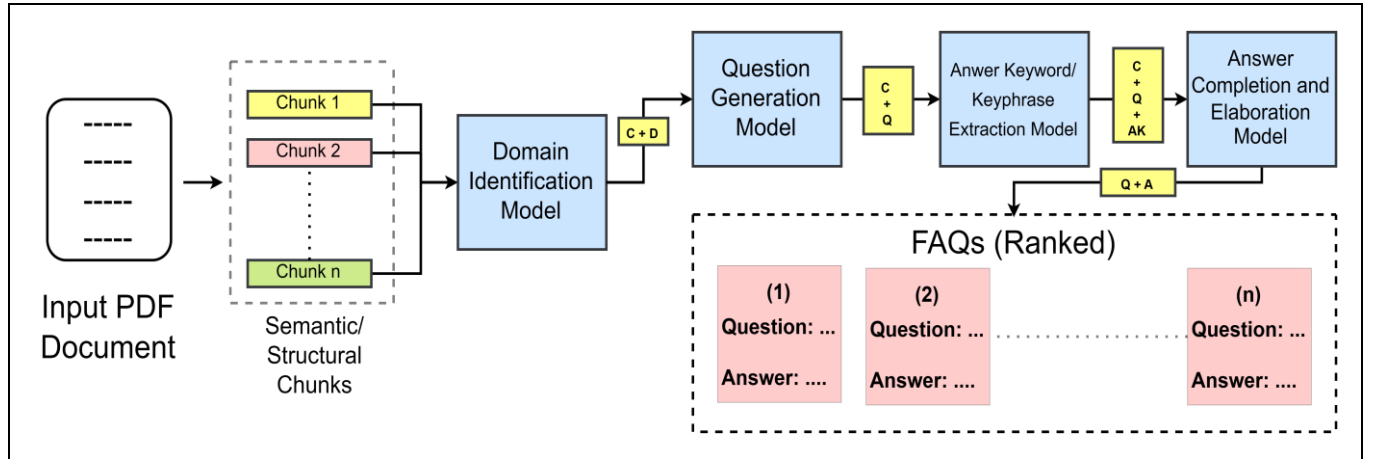 -----
-----
-----
-----
Input PDF
Document
Chunk 1
Chunk 2
Chunk n
Semantic/
Structural
Chunks
Domain
Identification
Model
C + D
Question
Generation
Model
C
+
Q
Anwer Keyword/
Keyphrase
Extraction Model
C
+
Q
+
AK
Answer
Completion and
Elaboration
Model
Q + A
FAQs (Ranked)
(1)
Question: ...
Answer: ....
(2)
Question: ...
Answer: ....
(n)
Question: ...
Answer: ....